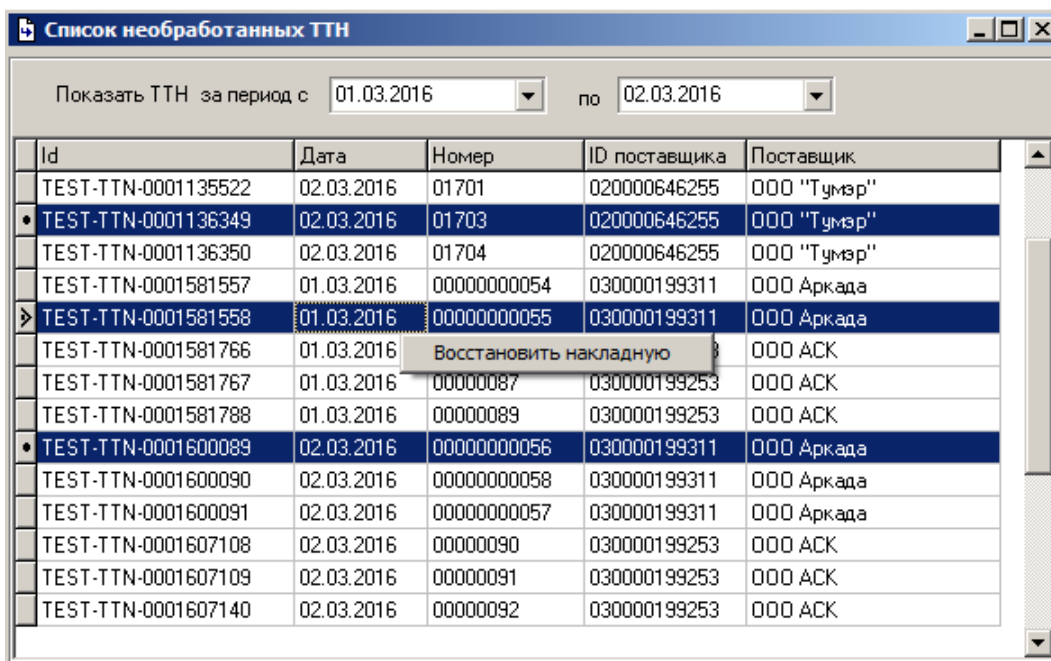 Список необработанных ТТН
Показать ТТН за период с 01.03.2016 по 02.03.2016
Id Дата Номер ID поставщика Поставщик
TEST-TTN-0001135522 02.03.2016 01701 020000646255 ООО "Тумэр"
TEST-TTN-0001136349 02.03.2016 01703 020000646255 ООО "Тумэр"
TEST-TTN-0001136350 02.03.2016 01704 020000646255 ООО "Тумэр"
TEST-TTN-0001581557 01.03.2016 00000000054 030000199311 ООО Аркада
TEST-TTN-0001581558 01.03.2016 00000000055 030000199311 ООО Аркада
TEST-TTN-0001581766 01.03.2016 ООО АСК
Восстановить накладную
TEST-TTN-0001581767 01.03.2016 00000087 030000199253 ООО АСК
TEST-TTN-0001581788 01.03.2016 00000089 030000199253 ООО АСК
TEST-TTN-0001600089 02.03.2016 00000000056 030000199311 ООО Аркада
TEST-TTN-0001600090 02.03.2016 00000000058 030000199311 ООО Аркада
TEST-TTN-0001600091 02.03.2016 00000000057 030000199311 ООО Аркада
TEST-TTN-0001607108 02.03.2016 00000090 030000199253 ООО АСК
TEST-TTN-0001607109 02.03.2016 00000091 030000199253 ООО АСК
TEST-TTN-0001607140 02.03.2016 00000092 030000199253 ООО АСК